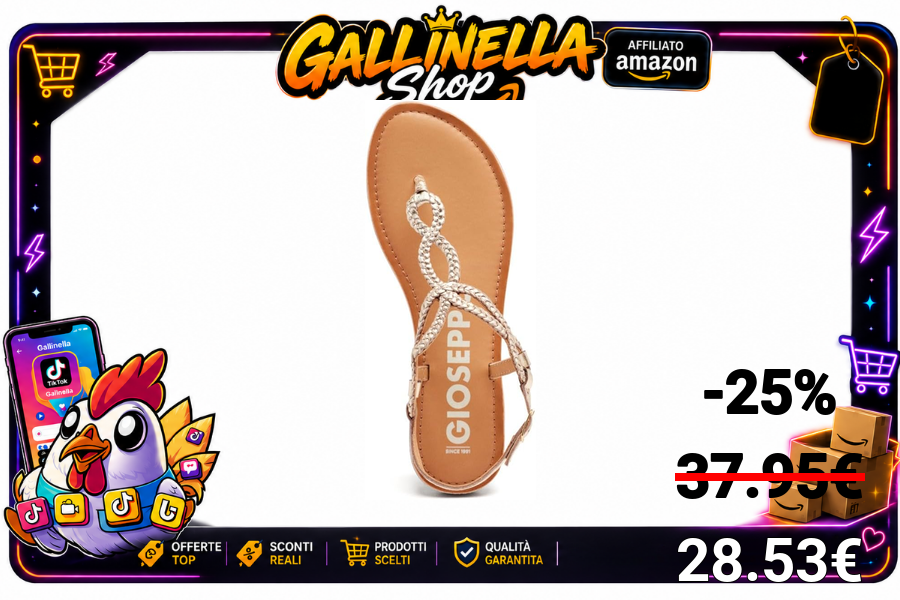 GALLINELLA
Shop
AFFILIATO
amazon
GIOSEPP
SINCE 1991
Gallinella
TikTok
Gallinella
-25%
37.95€
28.53€
OFFERTE
TOP
SCONTI
REALI
PRODOTTI
SCELTI
QUALITÀ
GARANTITA